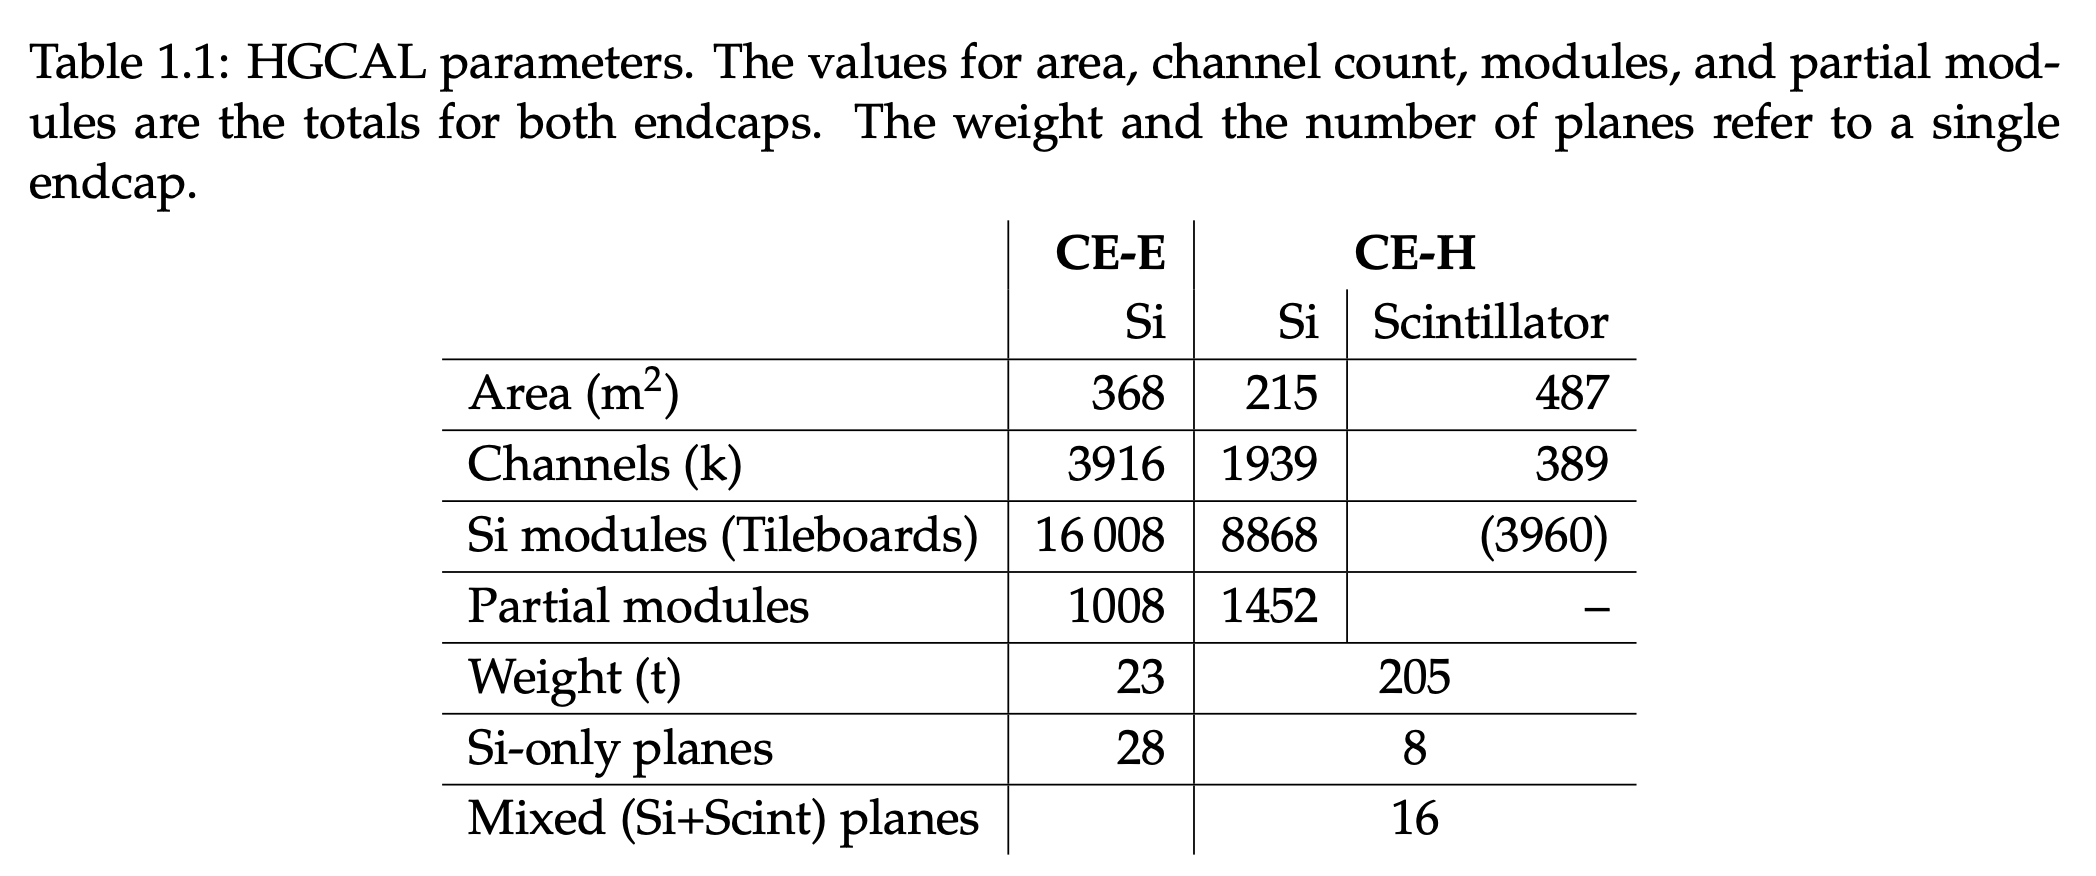 Table 1.1: HGCAL parameters. The values for area, channel count, modules, and partial mod-
ules are the totals for both endcaps. The weight and the number of planes refer to a single
endcap.
CE-E CE-H
Si Si Scintillator
Area (m²) 368 215 487
Channels (k) 3916 1939 389
Si modules (Tileboards) 16 008 8868 (3960)
Partial modules 1008 1452 –
Weight (t) 23 205
Si-only planes 28 8
Mixed (Si+Scint) planes 16